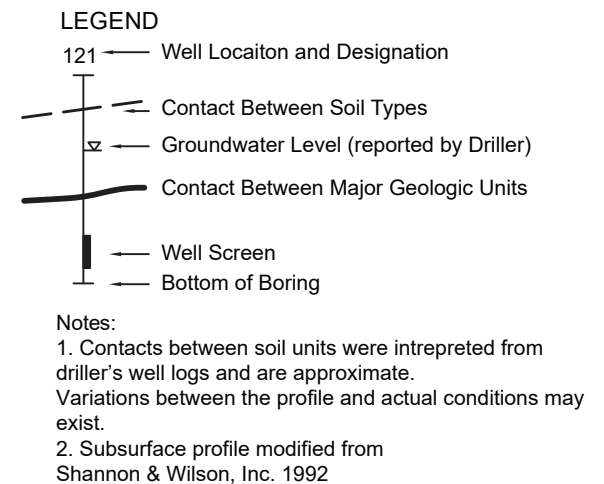 LEGEND
121 Well Locaiton and Designation
Contact Between Soil Types
Groundwater Level (reported by Driller)
Contact Between Major Geologic Units
Well Screen
Bottom of Boring
Notes:
1. Contacts between soil units were intrepreted from
driller’s well logs and are approximate.
Variations between the profile and actual conditions may
exist.
2. Subsurface profile modified from
Shannon & Wilson, Inc. 1992